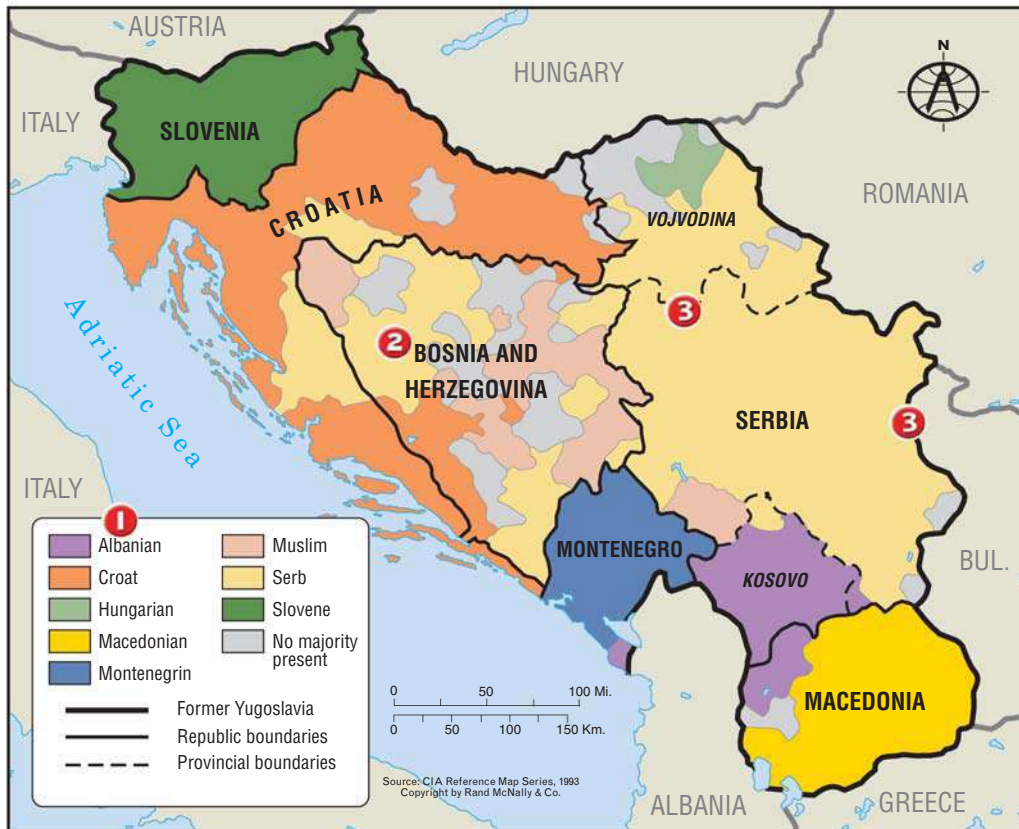 AUSTRIA
HUNGARY
N
ITALY
SLOVENIA
ROMANIA
CROATIA
VOJVODINA
Adriatic Sea
3
2
BOSNIA AND
HERZEGOVINA
SERBIA
3
ITALY
1
Albanian
Croat
Hungarian
Macedonian
Montenegrin
Muslim
Serb
Slovene
No majority
present
Former Yugoslavia
Republic boundaries
Provincial boundaries
MONTENEGRO
KOSOVO
BUL.
0 50 100 Mi.
0 50 100 150 Km.
MACEDONIA
Source: CIA Reference Map Series, 1993
Copyright by Rand McNally & Co.
ALBANIA
GREECE